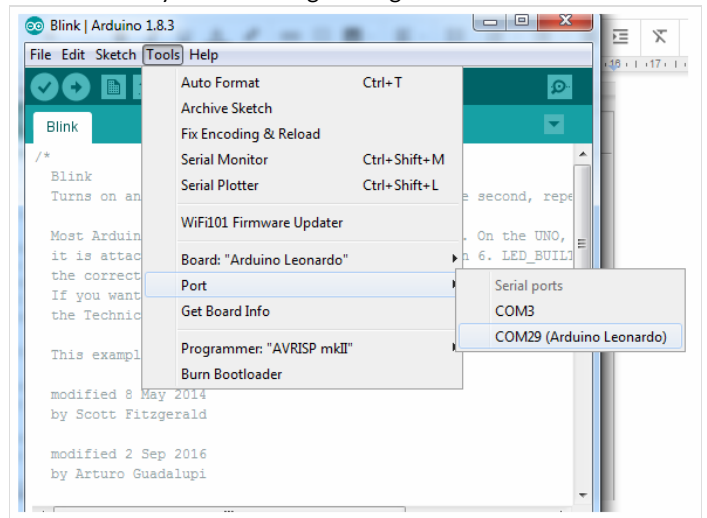 Blink | Arduino 1.8.3
File Edit Sketch Tools Help
Blink
Auto Format Ctrl+T
Archive Sketch
Fix Encoding & Reload
Serial Monitor Ctrl+Shift+M
Serial Plotter Ctrl+Shift+L
WiFi101 Firmware Updater
Board: "Arduino Leonardo"
Port
Get Board Info
Programmer: "AVRISP mkII"
Burn Bootloader
Serial ports
COM3
COM29 (Arduino Leonardo)
/*
Blink
Turns on an e second, repe
Most Arduin . On the UNO,
it is attac n 6. LED_BUILT
the correct
If you want
the Technic
This exampl
modified 8 May 2014
by Scott Fitzgerald
modified 2 Sep 2016
by Arturo Guadalupi
17